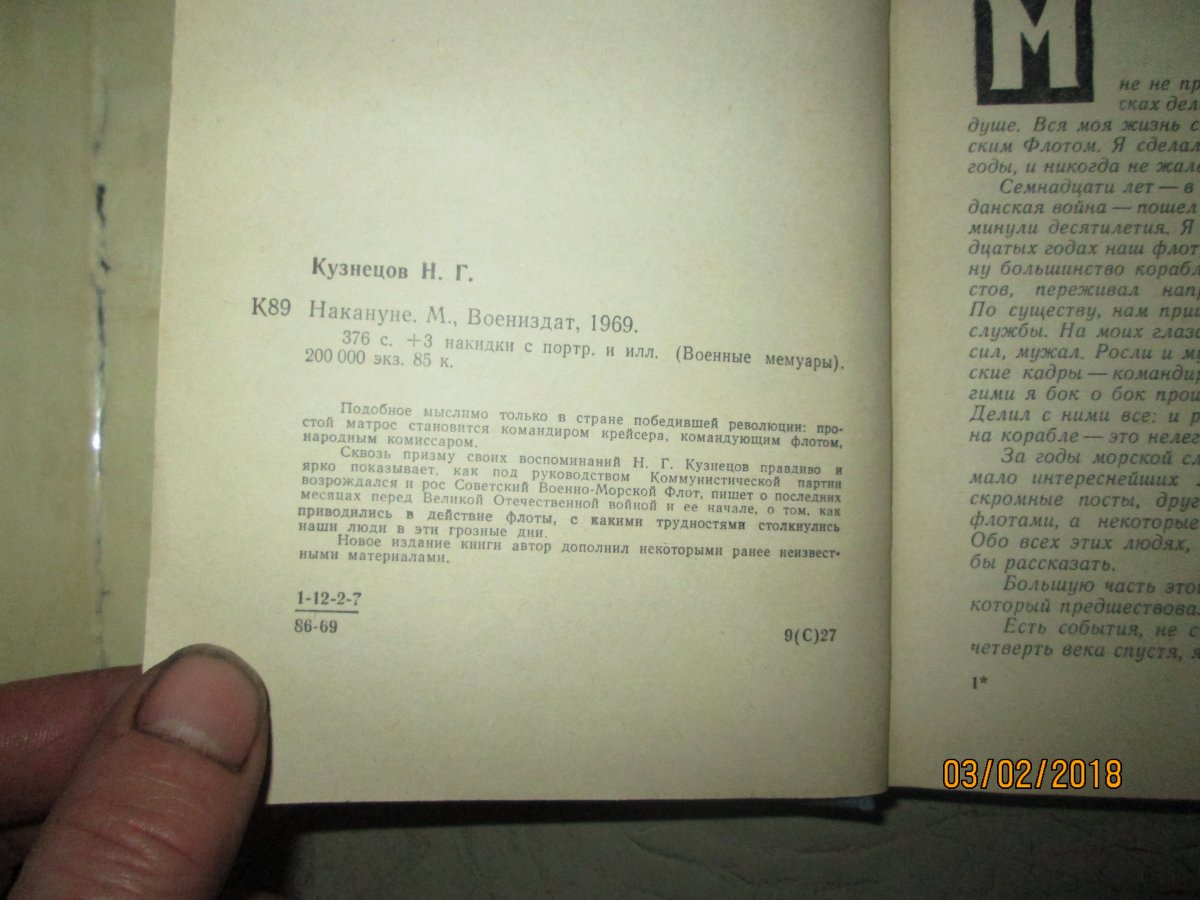 Кузнецов Н. Г.
К89 Накануне. М., Воениздат, 1969.
376 с. +3 накидки с портр. и илл. (Военные мемуары).
200 000 экз. 85 к.
Подобное мыслимо только в стране победившей революции: про-
стой матрос становится командиром крейсера, командующим флотом,
народным комиссаром.
Сквозь призму своих воспоминаний Н. Г. Кузнецов правдиво и
ярко показывает, как под руководством Коммунистической партии
возрождался и рос Советский Военно-Морской Флот, пишет о последних
месяцах перед Великой Отечественной войной и ее начале, о том, как
приводились в действие флоты, с какими трудностями столкнулись
наши люди в эти грозные дни.
Новое издание книги автор дополнил некоторыми ранее неизвест-
ными материалами.
1-12-2-7
86-69
9(С)27
М
не не пр
сках дел
душе. Вся моя жизнь с
ским Флотом. Я сделал
годы, и никогда не жал
Семнадцати лет — в
данская война — пошел
минули десятилетия. Я
дцатых годах наш флот
ну большинство корабл
стов, переживал напр
По существу, нам приш
службы. На моих глаза
сил, мужал. Росли и му
ские кадры — командир
гими я бок о бок прош
Делил с ними все: и р
на корабле — это нелег
За годы морской сл
мало интереснейших
скромные посты, друг
флотами, а некоторые
Обо всех этих людях,
бы рассказать.
Большую часть этог
который предшествовал
Есть события, не с
четверть века спустя, я
1*
03/02/2018